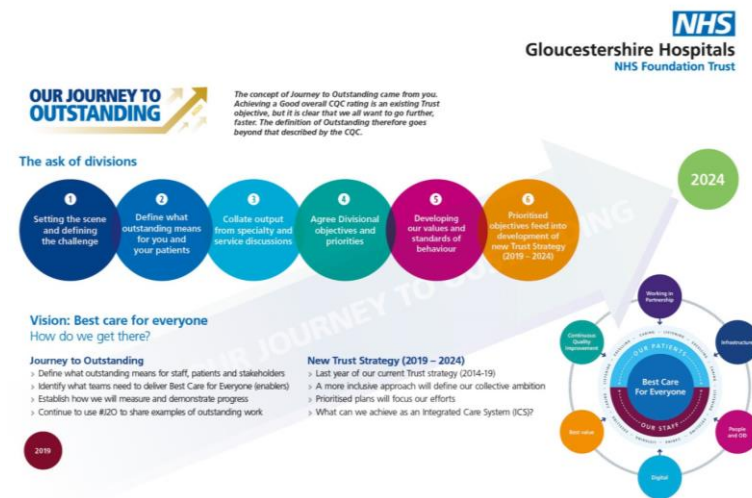 NHS
Gloucestershire Hospitals
NHS Foundation Trust
OUR JOURNEY TO
OUTSTANDING
The concept of Journey to Outstanding came from you.
Achieving a Good overall CQC rating is an existing Trust
objective, but it is clear that we all want to go further,
faster. The definition of Outstanding therefore goes
beyond that described by the CQC.
The ask of divisions
2024
1
Setting the scene
and defining
the challenge
2
Define what
outstanding means
for you and
your patients
3
Collate output
from specialty and
service discussions
4
Agree Divisional
objectives and
priorities
5
Developing
our values and
standards of
behaviour
6
Prioritised
objectives feed into
development of
new Trust Strategy
(2019 – 2024)
JOURNEY TO OUTSTANDING
Vision: Best care for everyone
How do we get there?
Journey to Outstanding
> Define what outstanding means for staff, patients and stakeholders
> Identify what teams need to deliver Best Care for Everyone (enablers)
> Establish how we will measure and demonstrate progress
> Continue to use #J2O to share examples of outstanding work
New Trust Strategy (2019 – 2024)
> Last year of our current Trust strategy (2014-19)
> A more inclusive approach will define our collective ambition
> Prioritised plans will focus our efforts
> What can we achieve as an Integrated Care System (ICS)?
2019
Working in
Partnership
Continuous
Quality
Improvement
Infrastructure
OUR PATIENTS
Best Care
For Everyone
OUR STAFF
Best value
People
and OD
Digital